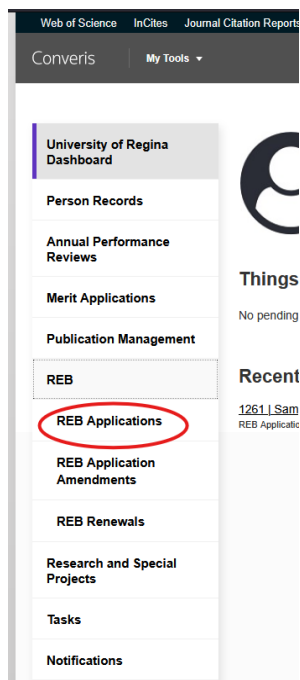 Web of Science InCites Journal Citation Reports
Converis My Tools
University of Regina
Dashboard
Person Records
Annual Performance
Reviews
Merit Applications
Publication Management
REB
REB Applications
REB Application
Amendments
REB Renewals
Research and Special
Projects
Tasks
Notifications
Things
No pending
Recent
1261 | Sam
REB Applicatio